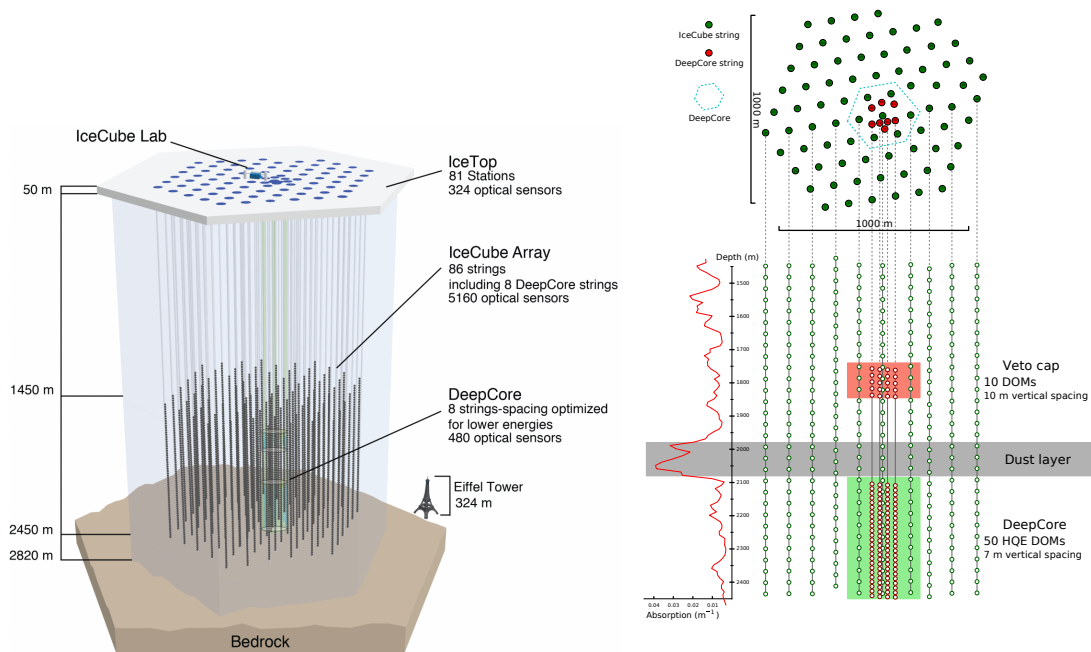 IceCube Lab
50 m
IceTop
81 Stations
324 optical sensors
IceCube Array
86 strings
including 8 DeepCore strings
5160 optical sensors
1450 m
DeepCore
8 strings-spacing optimized
for lower energies
480 optical sensors
Eiffel Tower
324 m
2450 m
2820 m
Bedrock
IceCube string
DeepCore string
DeepCore
1000 m
1000 m
Depth (m)
1500
1600
1700
1800
1900
2000
2100
2200
2300
2400
0.04 0.03 0.02 0.01
Absorption (m⁻¹)
Veto cap
10 DOMs
10 m vertical spacing
Dust layer
DeepCore
50 HQE DOMs
7 m vertical spacing